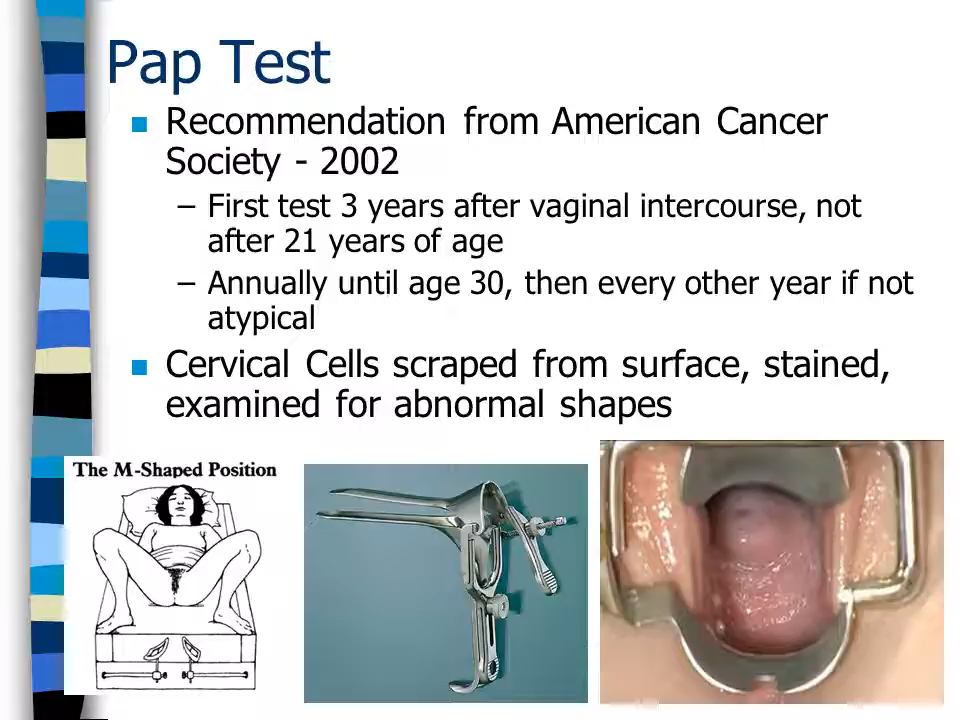 Pap Test
■ Recommendation from American Cancer
Society - 2002
– First test 3 years after vaginal intercourse, not
after 21 years of age
– Annually until age 30, then every other year if not
atypical
■ Cervical Cells scraped from surface, stained,
examined for abnormal shapes
The M-Shaped Position